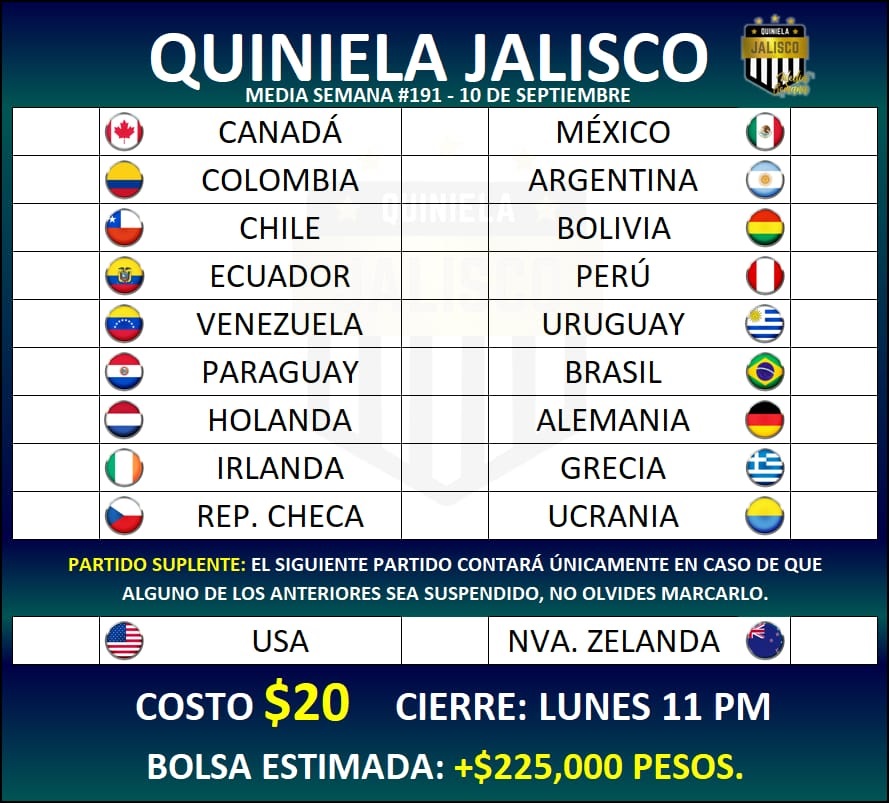 QUINIELA JALISCO
QUINIELA
JALISCO
MEDIA SEMANA #191 - 10 DE SEPTIEMBRE
CANADÁ MÉXICO
COLOMBIA ARGENTINA
QUINIELA
CHILE BOLIVIA
ECUADOR PERÚ
JALISCO
VENEZUELA URUGUAY
PARAGUAY BRASIL
HOLANDA ALEMANIA
IRLANDA GRECIA
REP. CHECA UCRANIA
PARTIDO SUPLENTE: EL SIGUIENTE PARTIDO CONTARÁ ÚNICAMENTE EN CASO DE QUE
ALGUNO DE LOS ANTERIORES SEA SUSPENDIDO, NO OLVIDES MARCARLO.
USA NVA. ZELANDA
COSTO $20 CIERRE: LUNES 11 PM
BOLSA ESTIMADA: +$225,000 PESOS.